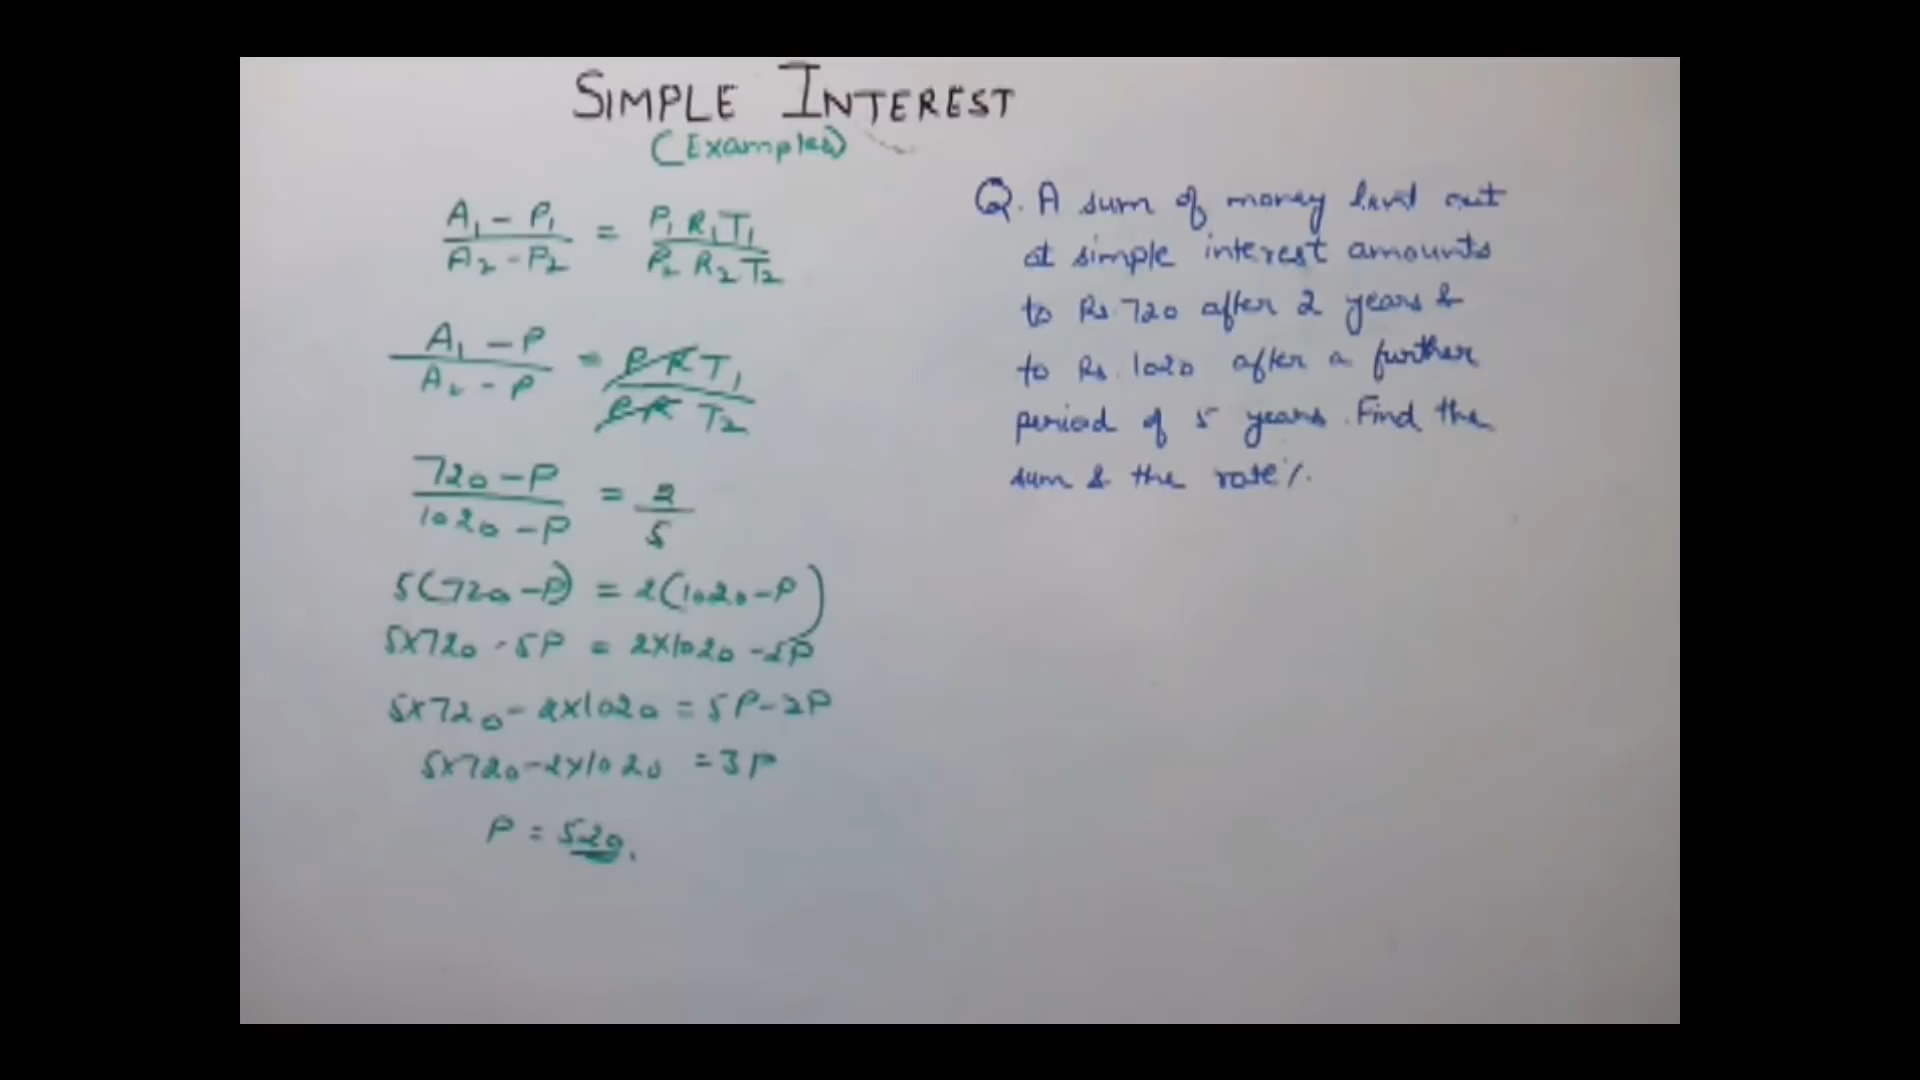 SIMPLE INTEREST
(Examples)
A₁ - P₁ / A₂ - P₂ = P₁ R₁ T₁ / P₂ R₂ T₂
A₁ - P / A₂ - P = P R T₁ / P R T₂
720 - P / 1020 - P = 2 / 5
5(720 - P) = 2(1020 - P)
5×720 - 5P = 2×1020 - 2P
5×720 - 2×1020 = 5P - 2P
5×720 - 2×1020 = 3P
P = 520.
Q. A sum of money lend out
at simple interest amounts
to Rs. 720 after 2 years &
to Rs. 1020 after a further
period of 5 years. Find the
sum & the rate %.